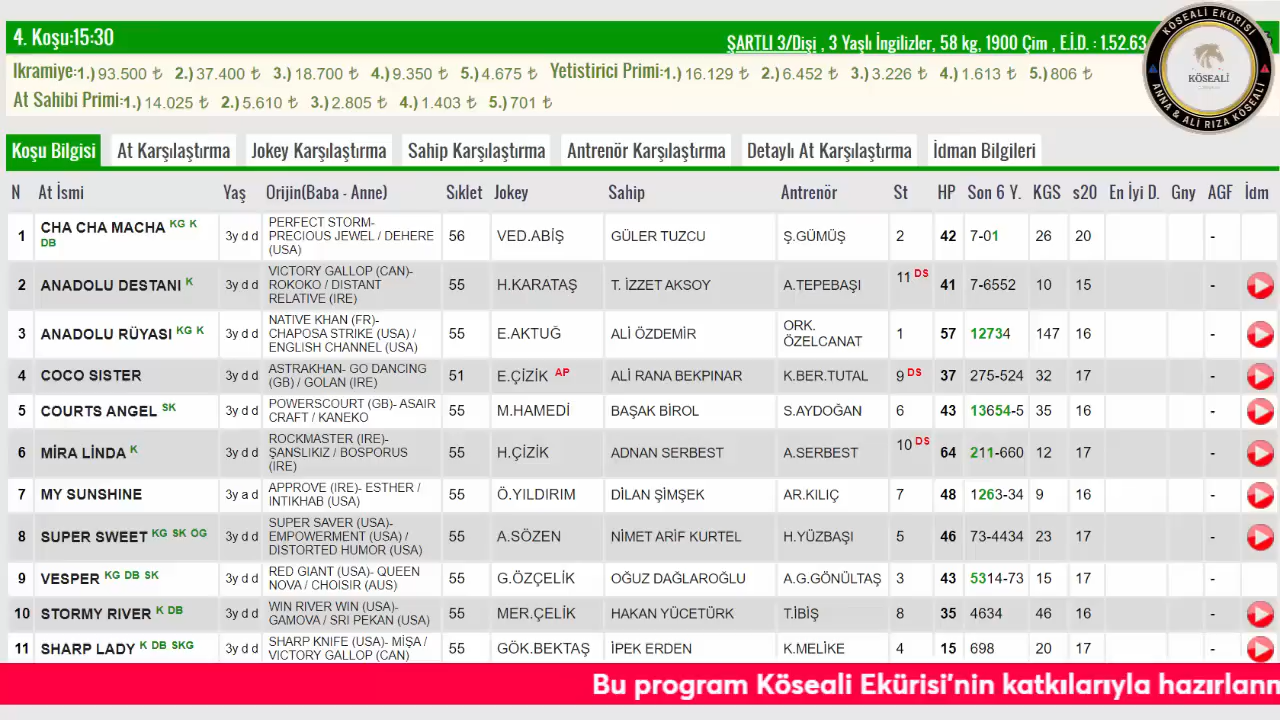 4. Koşu:15:30
ŞARTLI 3/Dişi , 3 Yaşlı İngilizler, 58 kg, 1900 Çim , E.İ.D. : 1.52.63
İkramiye:1.) 93.500 ₺ 2.) 37.400 ₺ 3.) 18.700 ₺ 4.) 9.350 ₺ 5.) 4.675 ₺ Yetistirici Primi:1.) 16.129 ₺ 2.) 6.452 ₺ 3.) 3.226 ₺ 4.) 1.613 ₺ 5.) 806 ₺
At Sahibi Primi:1.) 14.025 ₺ 2.) 5.610 ₺ 3.) 2.805 ₺ 4.) 1.403 ₺ 5.) 701 ₺
KÖSEALİ EKÜRİSİ
KÖSEALİ
ANNA & ALİ RIZA KÖSEALİ
Koşu Bilgisi At Karşılaştırma Jokey Karşılaştırma Sahip Karşılaştırma Antrenör Karşılaştırma Detaylı At Karşılaştırma İdman Bilgileri
N At İsmi Yaş Orijin(Baba - Anne) Sıklet Jokey Sahip Antrenör St HP Son 6 Y. KGS s20 En İyi D. Gny AGF İdm
1 CHA CHA MACHA KG K DB 3y d d PERFECT STORM- PRECIOUS JEWEL / DEHERE (USA) 56 VED.ABİŞ GÜLER TUZCU Ş.GÜMÜŞ 2 42 7-01 26 20 -
2 ANADOLU DESTANI K 3y d d VICTORY GALLOP (CAN)- ROKOKO / DISTANT RELATIVE (IRE) 55 H.KARATAŞ T. İZZET AKSOY A.TEPEBAŞI 11 DS 41 7-6552 10 15 -
3 ANADOLU RÜYASI KG K 3y d d NATIVE KHAN (FR)- CHAPOSA STRIKE (USA) / ENGLISH CHANNEL (USA) 55 E.AKTUĞ ALİ ÖZDEMİR ORK. ÖZELCANAT 1 57 12734 147 16 -
4 COCO SISTER 3y d d ASTRAKHAN- GO DANCING (GB) / GOLAN (IRE) 51 E.ÇİZİK AP ALİ RANA BEKPINAR K.BER.TUTAL 9 DS 37 275-524 32 17 -
5 COURTS ANGEL SK 3y d d POWERSCOURT (GB)- ASAIR CRAFT / KANEKO 55 M.HAMEDİ BAŞAK BİROL S.AYDOĞAN 6 43 13654-5 35 16 -
6 MİRA LİNDA K 3y d d ROCKMASTER (IRE)- ŞANSLIKIZ / BOSPORUS (IRE) 55 H.ÇİZİK ADNAN SERBEST A.SERBEST 10 DS 64 211-660 12 17 -
7 MY SUNSHINE 3y a d APPROVE (IRE)- ESTHER / INTIKHAB (USA) 55 Ö.YILDIRIM DİLAN ŞİMŞEK AR.KILIÇ 7 48 1263-34 9 16 -
8 SUPER SWEET KG SK ÖG 3y d d SUPER SAVER (USA)- EMPOWERMENT (USA) / DISTORTED HUMOR (USA) 55 A.SÖZEN NİMET ARİF KURTEL H.YÜZBAŞI 5 46 73-4434 23 17 -
9 VESPER KG DB SK 3y d d RED GIANT (USA)- QUEEN NOVA / CHOISIR (AUS) 55 G.ÖZÇELİK OĞUZ DAĞLAROĞLU A.G.GÖNÜLTAŞ 3 43 5314-73 15 17 -
10 STORMY RIVER K DB 3y d d WIN RIVER WIN (USA)- GAMOVA / SRI PEKAN (USA) 55 MER.ÇELİK HAKAN YÜCETÜRK T.İBİŞ 8 35 4634 46 16 -
11 SHARP LADY K DB SKG 3y d d SHARP KNIFE (USA)- MİŞA / VICTORY GALLOP (CAN) 55 GÖK.BEKTAŞ İPEK ERDEN K.MELİKE 4 15 698 20 17 -
Bu program Köseali Ekürisi'nin katkılarıyla hazırlanm